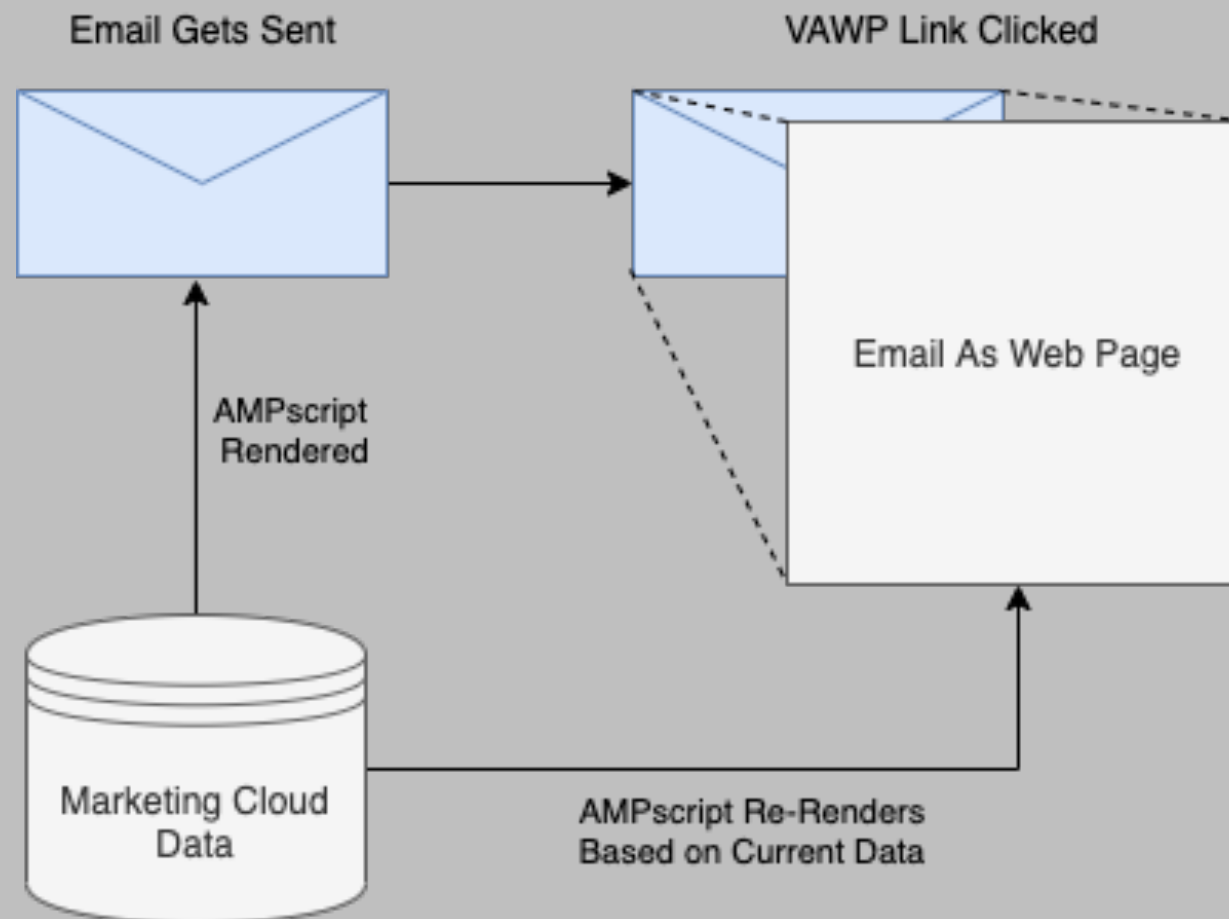 Email Gets Sent
VAWP Link Clicked
Email As Web Page
AMPscript
Rendered
Marketing Cloud
Data
AMPscript Re-Renders
Based on Current Data